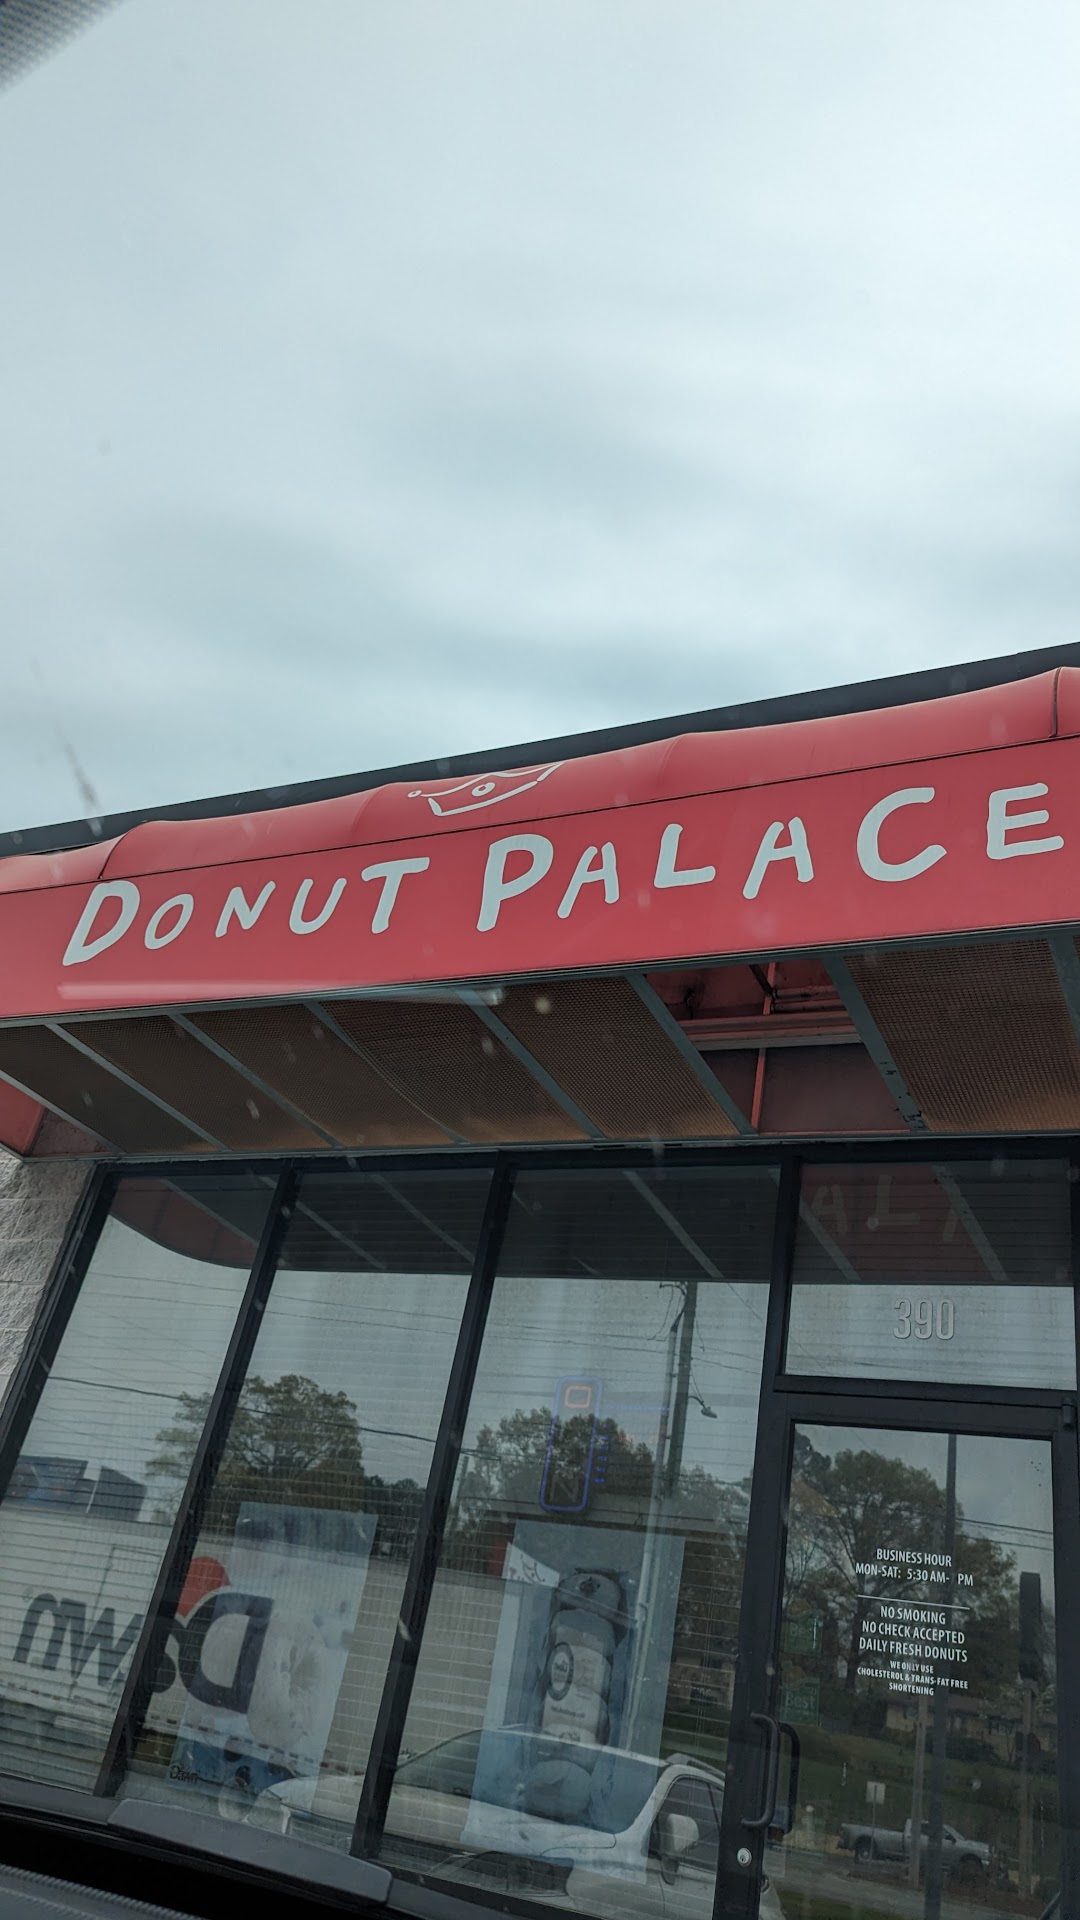 DONUT PALACE
390
BUSINESS HOUR
MON-SAT: 5:30 AM- PM
NO SMOKING
NO CHECK ACCEPTED
DAILY FRESH DONUTS
WE ONLY USE
CHOLESTEROL & TRANS-FAT FREE
SHORTENING